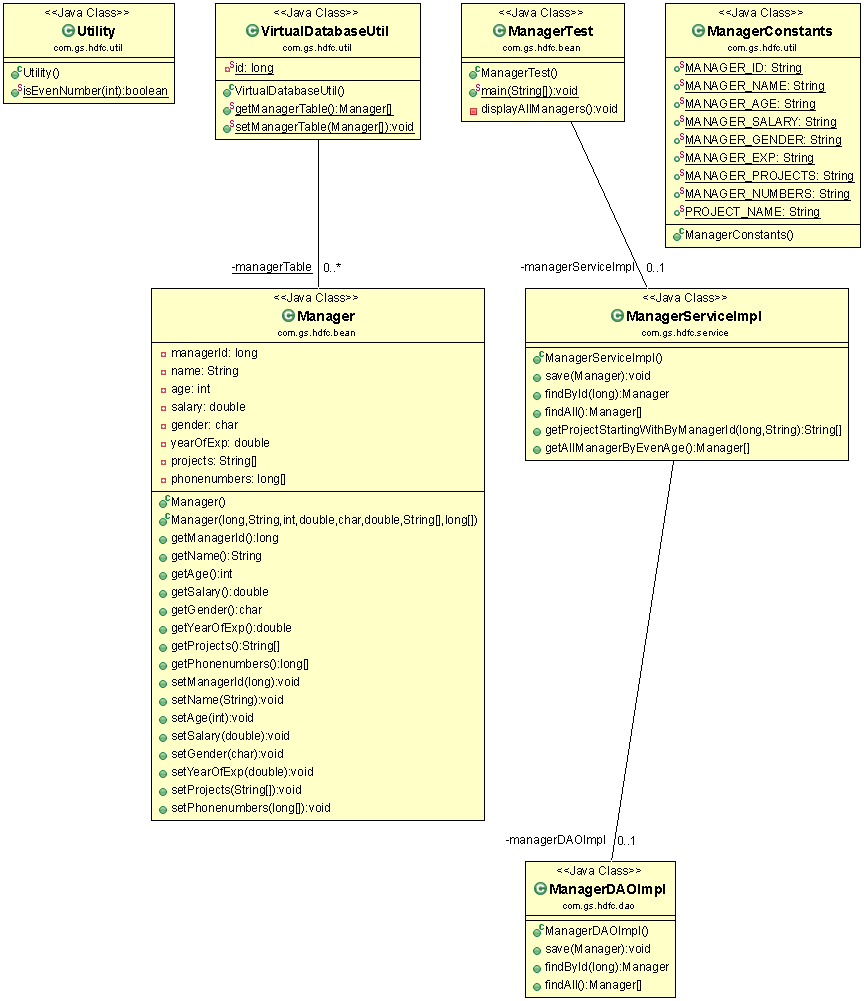 <<Java Class>>
Utility
com.gs.hdfc.util
Utility()
isEvenNumber(int):boolean
<<Java Class>>
VirtualDatabaseUtil
com.gs.hdfc.util
id: long
VirtualDatabaseUtil()
getManagerTable():Manager[]
setManagerTable(Manager[]):void
<<Java Class>>
ManagerTest
com.gs.hdfc.bean
ManagerTest()
main(String[]):void
displayAllManagers():void
<<Java Class>>
ManagerConstants
com.gs.hdfc.util
MANAGER_ID: String
MANAGER_NAME: String
MANAGER_AGE: String
MANAGER_SALARY: String
MANAGER_GENDER: String
MANAGER_EXP: String
MANAGER_PROJECTS: String
MANAGER_NUMBERS: String
PROJECT_NAME: String
ManagerConstants()
-managerTable 0..*
-managerServiceImpl 0..1
<<Java Class>>
Manager
com.gs.hdfc.bean
managerId: long
name: String
age: int
salary: double
gender: char
yearOfExp: double
projects: String[]
phonenumbers: long[]
Manager()
Manager(long,String,int,double,char,double,String[],long[])
getManagerId():long
getName():String
getAge():int
getSalary():double
getGender():char
getYearOfExp():double
getProjects():String[]
getPhonenumbers():long[]
setManagerId(long):void
setName(String):void
setAge(int):void
setSalary(double):void
setGender(char):void
setYearOfExp(double):void
setProjects(String[]):void
setPhonenumbers(long[]):void
<<Java Class>>
ManagerServiceImpl
com.gs.hdfc.service
ManagerServiceImpl()
save(Manager):void
findById(long):Manager
findAll():Manager[]
getProjectStartingWithByManagerId(long,String):String[]
getAllManagerByEvenAge():Manager[]
-managerDAOImpl 0..1
<<Java Class>>
ManagerDAOImpl
com.gs.hdfc.dao
ManagerDAOImpl()
save(Manager):void
findById(long):Manager
findAll():Manager[]